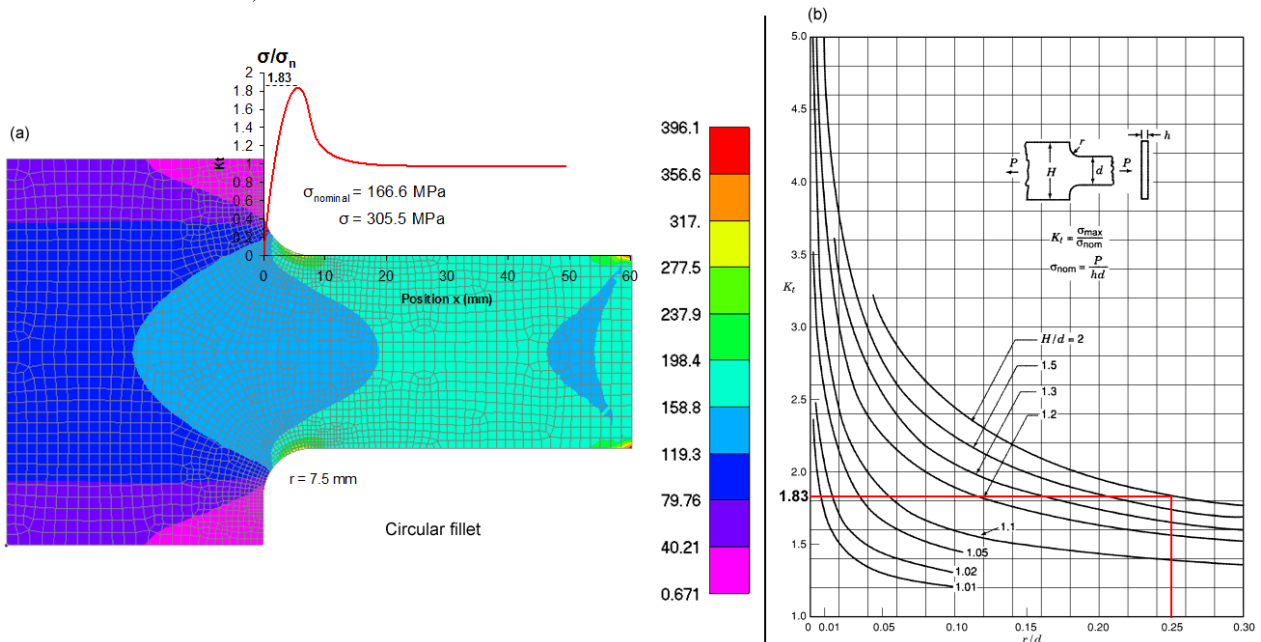 (a)
σ/σn
1.83
2
1.8
1.6
1.4
1.2
1
0.8
0.6
0.4
0.2
0
Kt
σnominal = 166.6 MPa
σ = 305.5 MPa
0 10 20 30 40 50 60
Position x (mm)
r = 7.5 mm
Circular fillet
396.1
356.6
317.
277.5
237.9
198.4
158.8
119.3
79.76
40.21
0.671
(b)
5.0
4.5
4.0
3.5
Kt
3.0
2.5
2.0
1.83
1.5
1.0
r
h
P
H
d
P
Kt = σmax/σnom
σnom = P/hd
H/d = 2
1.5
1.3
1.2
1.1
1.05
1.02
1.01
0 0.01 0.05 0.10 0.15 0.20 0.25 0.30
r/d